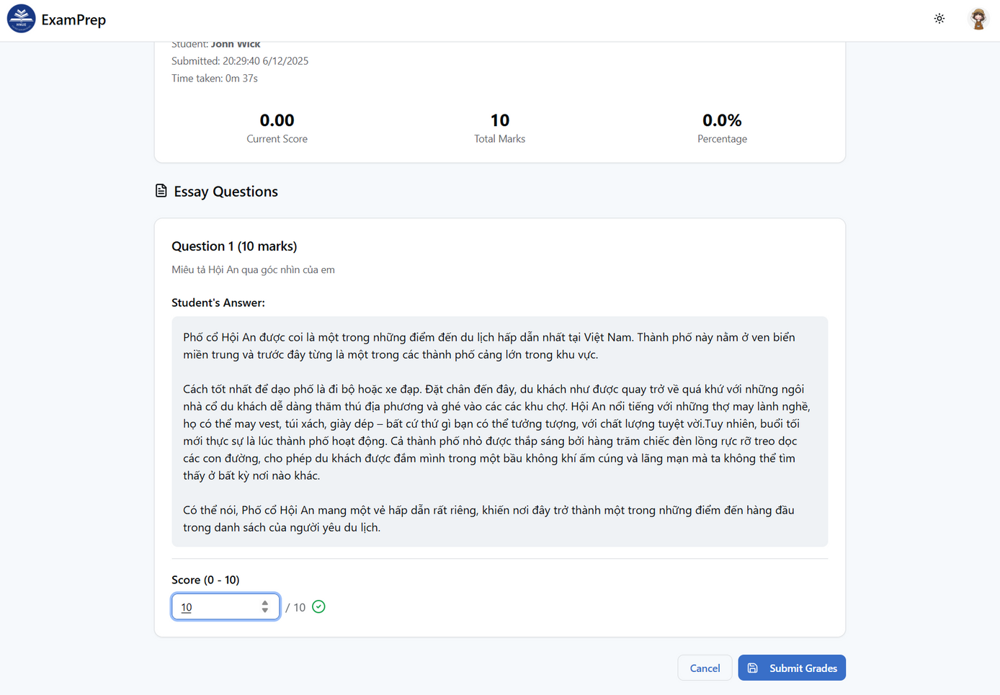 HNUE
ExamPrep
Student: John Wick
Submitted: 20:29:40 6/12/2025
Time taken: 0m 37s
0.00
Current Score
10
Total Marks
0.0%
Percentage
Essay Questions
Question 1 (10 marks)
Miêu tả Hội An qua góc nhìn của em
Student's Answer:
Phố cổ Hội An được coi là một trong những điểm đến du lịch hấp dẫn nhất tại Việt Nam. Thành phố này nằm ở ven biển
miền trung và trước đây từng là một trong các thành phố cảng lớn trong khu vực.
Cách tốt nhất để dạo phố là đi bộ hoặc xe đạp. Đặt chân đến đây, du khách như được quay trở về quá khứ với những ngôi
nhà cổ du khách dễ dàng thăm thú địa phương và ghé vào các các khu chợ. Hội An nổi tiếng với những thợ may lành nghề,
họ có thể may vest, túi xách, giày dép – bất cứ thứ gì bạn có thể tưởng tượng, với chất lượng tuyệt vời.Tuy nhiên, buổi tối
mới thực sự là lúc thành phố hoạt động. Cả thành phố nhỏ được thắp sáng bởi hàng trăm chiếc đèn lồng rực rỡ treo dọc
các con đường, cho phép du khách được đắm mình trong một bầu không khí ấm cúng và lãng mạn mà ta không thể tìm
thấy ở bất kỳ nơi nào khác.
Có thể nói, Phố cổ Hội An mang một vẻ hấp dẫn rất riêng, khiến nơi đây trở thành một trong những điểm đến hàng đầu
trong danh sách của người yêu du lịch.
Score (0 - 10)
10 / 10
Cancel
Submit Grades